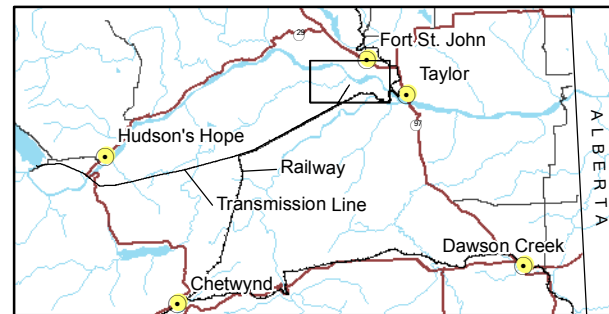 29
Fort St. John
Taylor
97
Hudson's Hope
Railway
Transmission Line
Dawson Creek
Chetwynd
ALBERTA